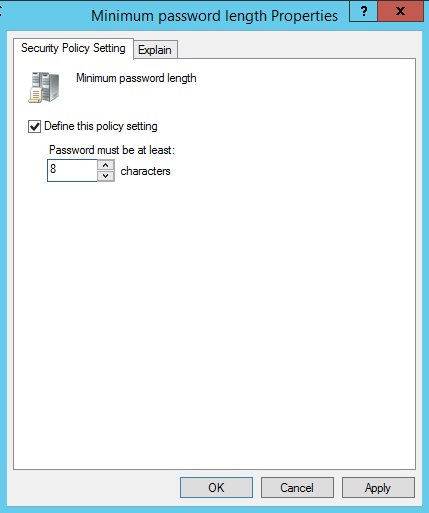 Minimum password length Properties
?
x
Security Policy Setting
Explain
Minimum password length
Define this policy setting
Password must be at least:
8
characters
OK
Cancel
Apply